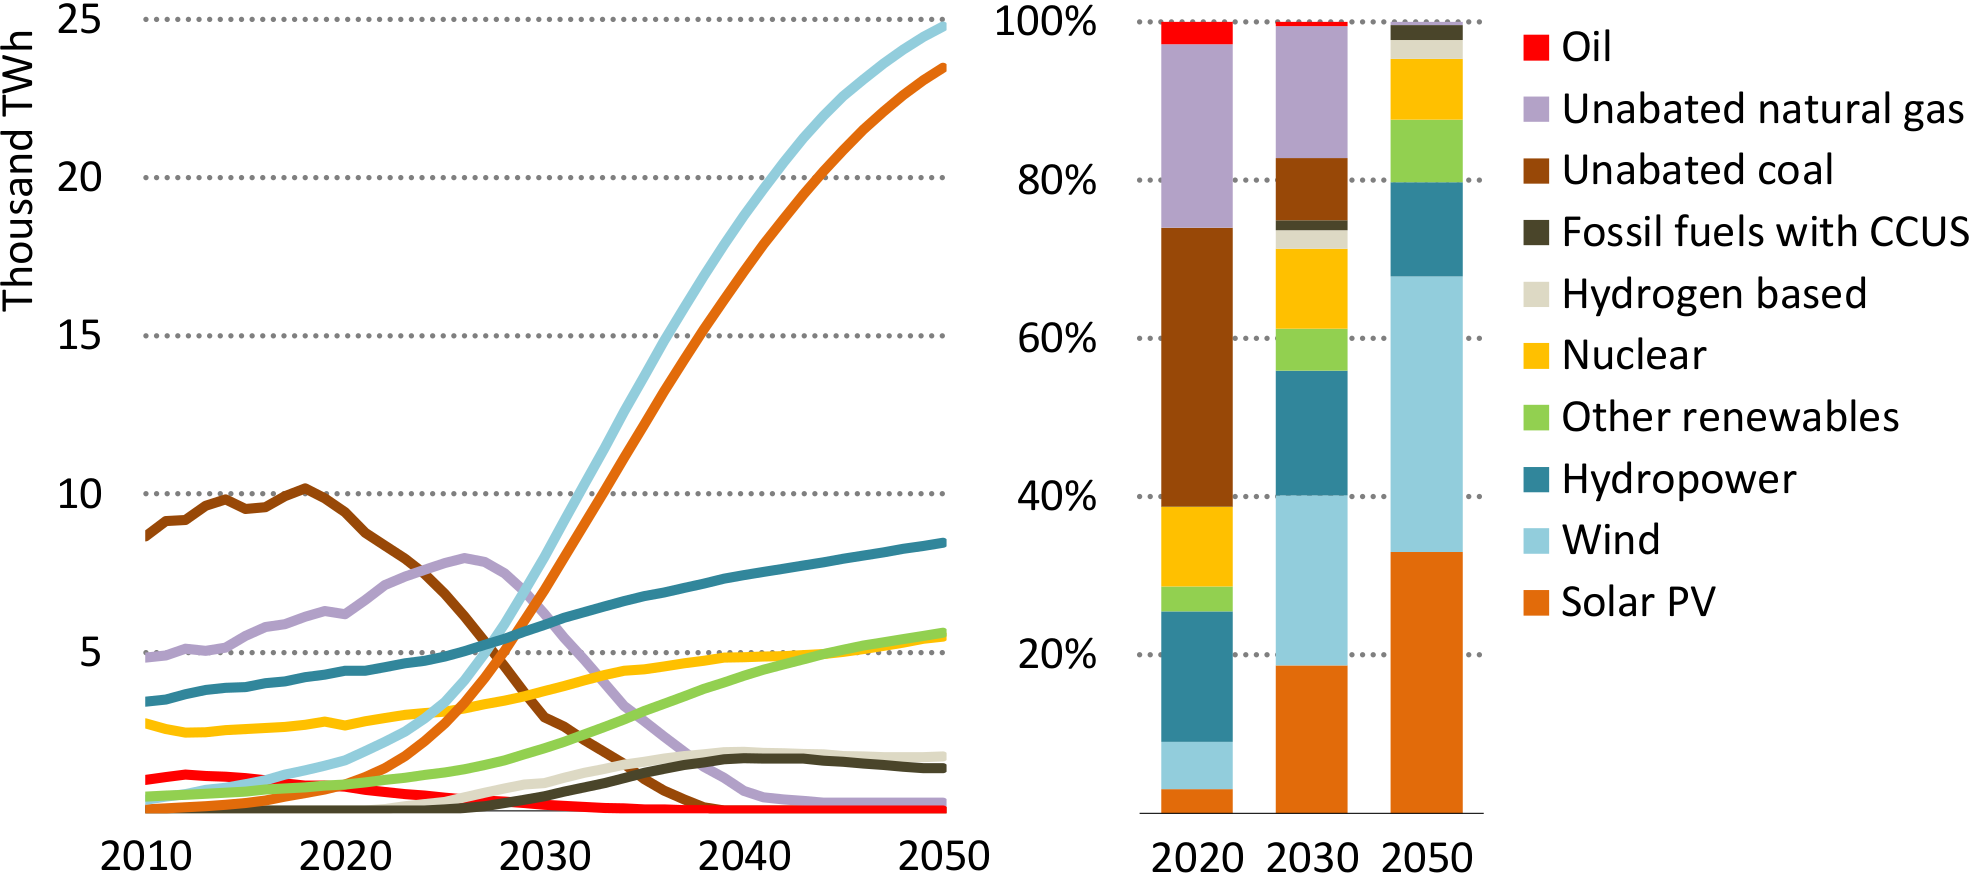 Thousand TWh
25
20
15
10
5
2010 2020 2030 2040 2050
100%
80%
60%
40%
20%
2020 2030 2050
Oil
Unabated natural gas
Unabated coal
Fossil fuels with CCUS
Hydrogen based
Nuclear
Other renewables
Hydropower
Wind
Solar PV